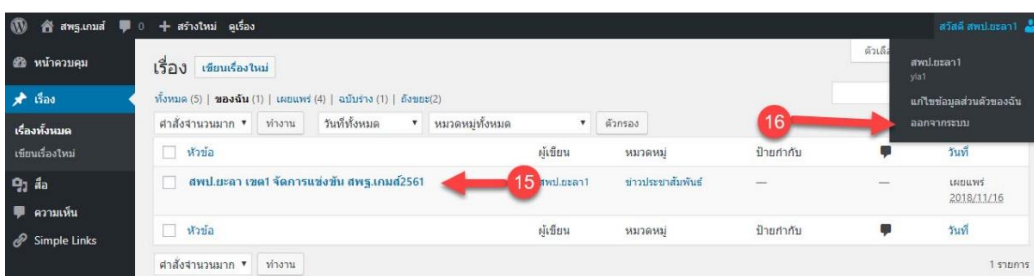 สพฐ.เกมส์ 0 + สร้างใหม่ ดูเรื่อง สวัสดี สพป.ยะลา1
หน้าควบคุม
เรื่อง
เรื่องทั้งหมด
เขียนเรื่องใหม่
สื่อ
ความเห็น
Simple Links
เรื่อง เขียนเรื่องใหม่
ทั้งหมด (5) | ของฉัน (1) | เผยแพร่ (4) | ฉบับร่าง (1) | ถังขยะ(2)
คำสั่งจำนวนมาก ทำงาน วันที่ทั้งหมด หมวดหมู่ทั้งหมด ตัวกรอง
หัวข้อ ผู้เขียน หมวดหมู่ ป้ายกำกับ วันที่
สพป.ยะลา เขต1 จัดการแข่งขัน สพฐ.เกมส์2561 15 สพป.ยะลา1 ข่าวประชาสัมพันธ์ — — เผยแพร่
2018/11/16
หัวข้อ ผู้เขียน หมวดหมู่ ป้ายกำกับ วันที่
คำสั่งจำนวนมาก ทำงาน 1 รายการ
สพป.ยะลา1
yla1
แก้ไขข้อมูลส่วนตัวของฉัน
16 ออกจากระบบ